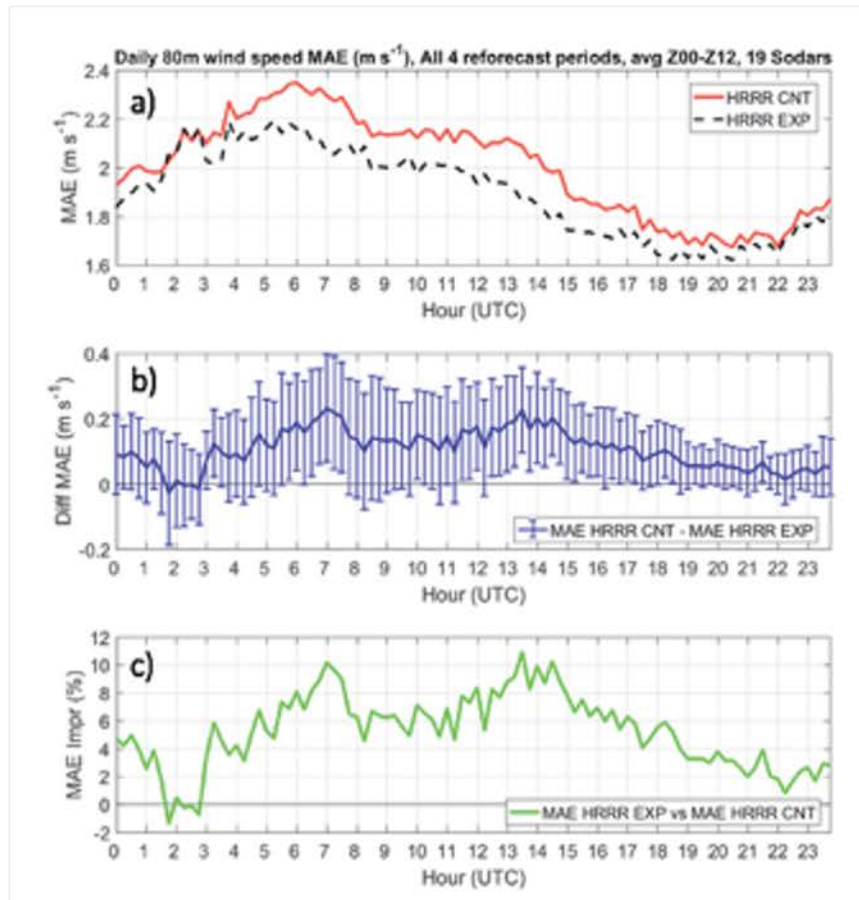 Daily 80m wind speed MAE (m s⁻¹), All 4 reforecast periods, avg Z00-Z12, 19 Sodars
a)
HRRR CNT
HRRR EXP
MAE (m s⁻¹)
2.4
2.2
2
1.8
1.6
0 1 2 3 4 5 6 7 8 9 10 11 12 13 14 15 16 17 18 19 20 21 22 23
Hour (UTC)
b)
Diff MAE (m s⁻¹)
0.4
0.2
0
-0.2
MAE HRRR CNT - MAE HRRR EXP
0 1 2 3 4 5 6 7 8 9 10 11 12 13 14 15 16 17 18 19 20 21 22 23
Hour (UTC)
c)
MAE Impr (%)
12
10
8
6
4
2
0
-2
MAE HRRR EXP vs MAE HRRR CNT
0 1 2 3 4 5 6 7 8 9 10 11 12 13 14 15 16 17 18 19 20 21 22 23
Hour (UTC)